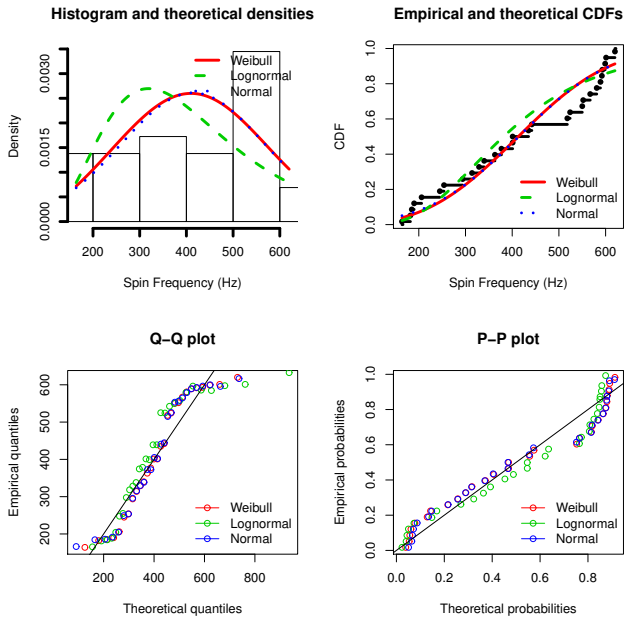 Histogram and theoretical densities
Density
0.0000 0.0015 0.0030
Weibull
Lognormal
Normal
200 300 400 500 600
Spin Frequency (Hz)
Empirical and theoretical CDFs
CDF
0.0 0.2 0.4 0.6 0.8 1.0
Weibull
Lognormal
Normal
200 300 400 500 600
Spin Frequency (Hz)
Q−Q plot
Empirical quantiles
200 300 400 500 600
Weibull
Lognormal
Normal
200 400 600 800
Theoretical quantiles
P−P plot
Empirical probabilities
0.0 0.2 0.4 0.6 0.8 1.0
Weibull
Lognormal
Normal
0.0 0.2 0.4 0.6 0.8
Theoretical probabilities